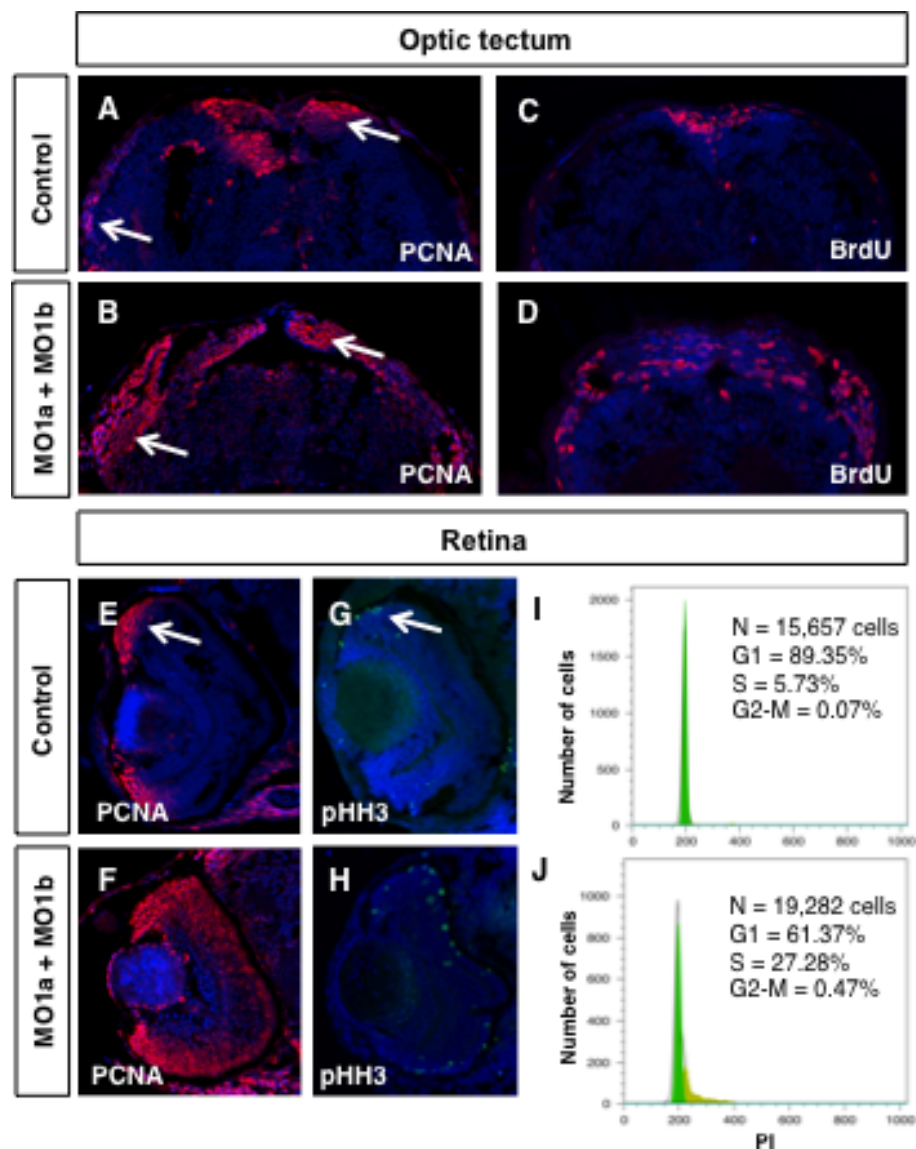 Optic tectum
Control
A
PCNA
C
BrdU
MO1a + MO1b
B
PCNA
D
BrdU
Retina
Control
E
PCNA
G
pHH3
I
Number of cells
2000
1500
1000
500
0
0 200 400 600 800 1000
N = 15,657 cells
G1 = 89.35%
S = 5.73%
G2-M = 0.07%
MO1a + MO1b
F
PCNA
H
pHH3
J
Number of cells
1000
800
600
400
200
0
0 200 400 600 800 1000
N = 19,282 cells
G1 = 61.37%
S = 27.28%
G2-M = 0.47%
PI